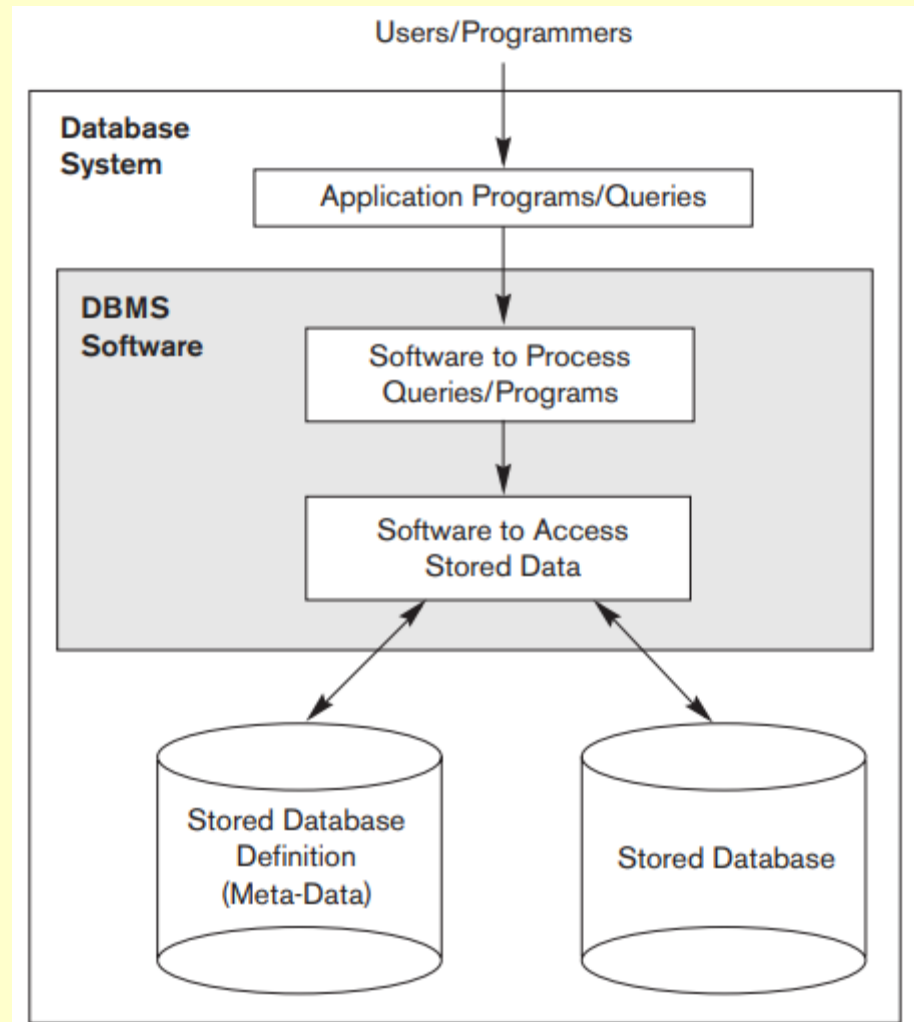 Users/Programmers
Database
System
Application Programs/Queries
DBMS
Software
Software to Process
Queries/Programs
Software to Access
Stored Data
Stored Database
Definition
(Meta-Data)
Stored Database